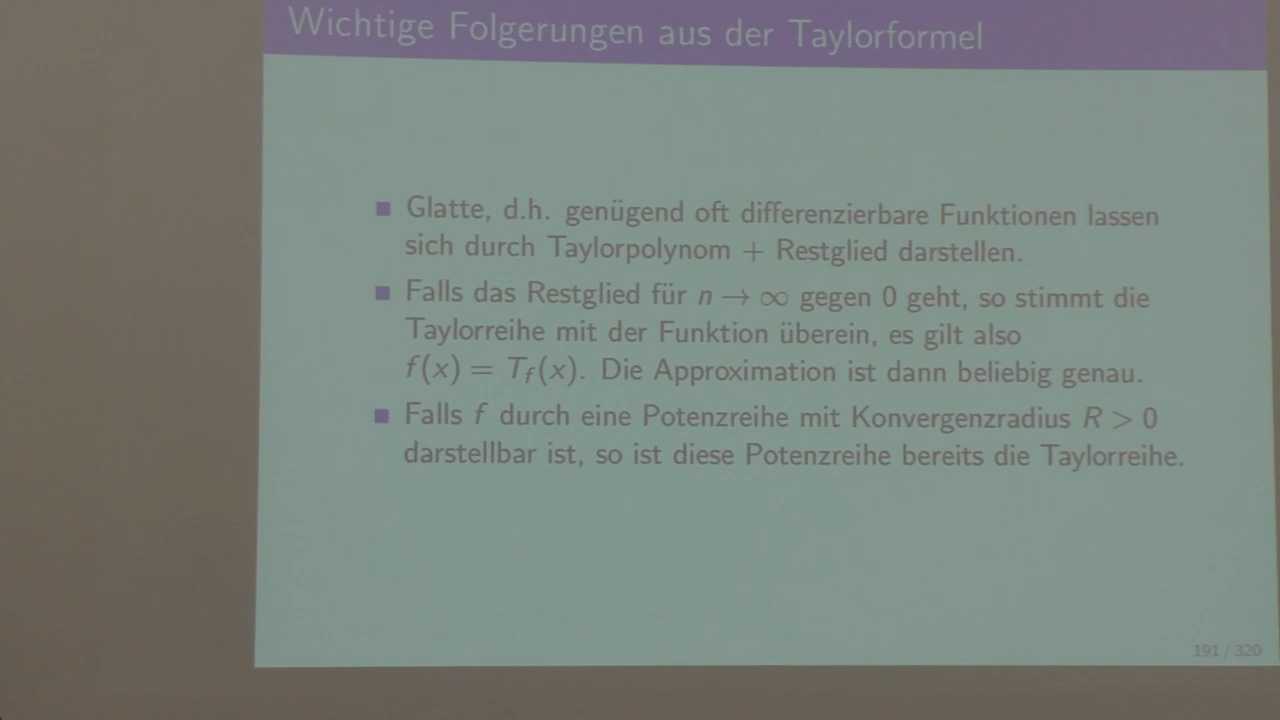 Wichtige Folgerungen aus der Taylorformel
Glatte, d.h. genügend oft differenzierbare Funktionen lassen
sich durch Taylorpolynom + Restglied darstellen.
Falls das Restglied für n → ∞ gegen 0 geht, so stimmt die
Taylorreihe mit der Funktion überein, es gilt also
f(x) = T_f(x). Die Approximation ist dann beliebig genau.
Falls f durch eine Potenzreihe mit Konvergenzradius R > 0
darstellbar ist, so ist diese Potenzreihe bereits die Taylorreihe.
191 / 320